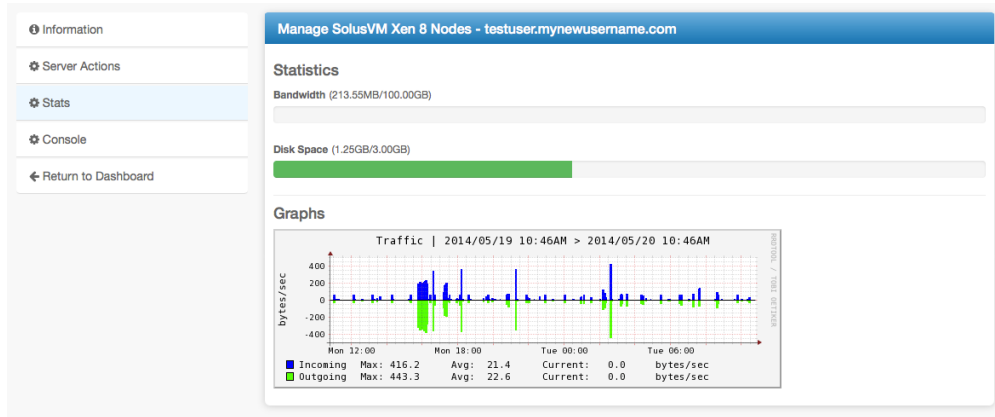 Information
Server Actions
Stats
Console
Return to Dashboard
Manage SolusVM Xen 8 Nodes - testuser.mynewusername.com
Statistics
Bandwidth (213.55MB/100.00GB)
Disk Space (1.25GB/3.00GB)
Graphs
Traffic | 2014/05/19 10:46AM > 2014/05/20 10:46AM
RRDTOOL / TOBI OETIKER
bytes/sec
400
200
0
-200
-400
Mon 12:00 Mon 18:00 Tue 00:00 Tue 06:00
Incoming Max: 416.2 Avg: 21.4 Current: 0.0 bytes/sec
Outgoing Max: 443.3 Avg: 22.6 Current: 0.0 bytes/sec